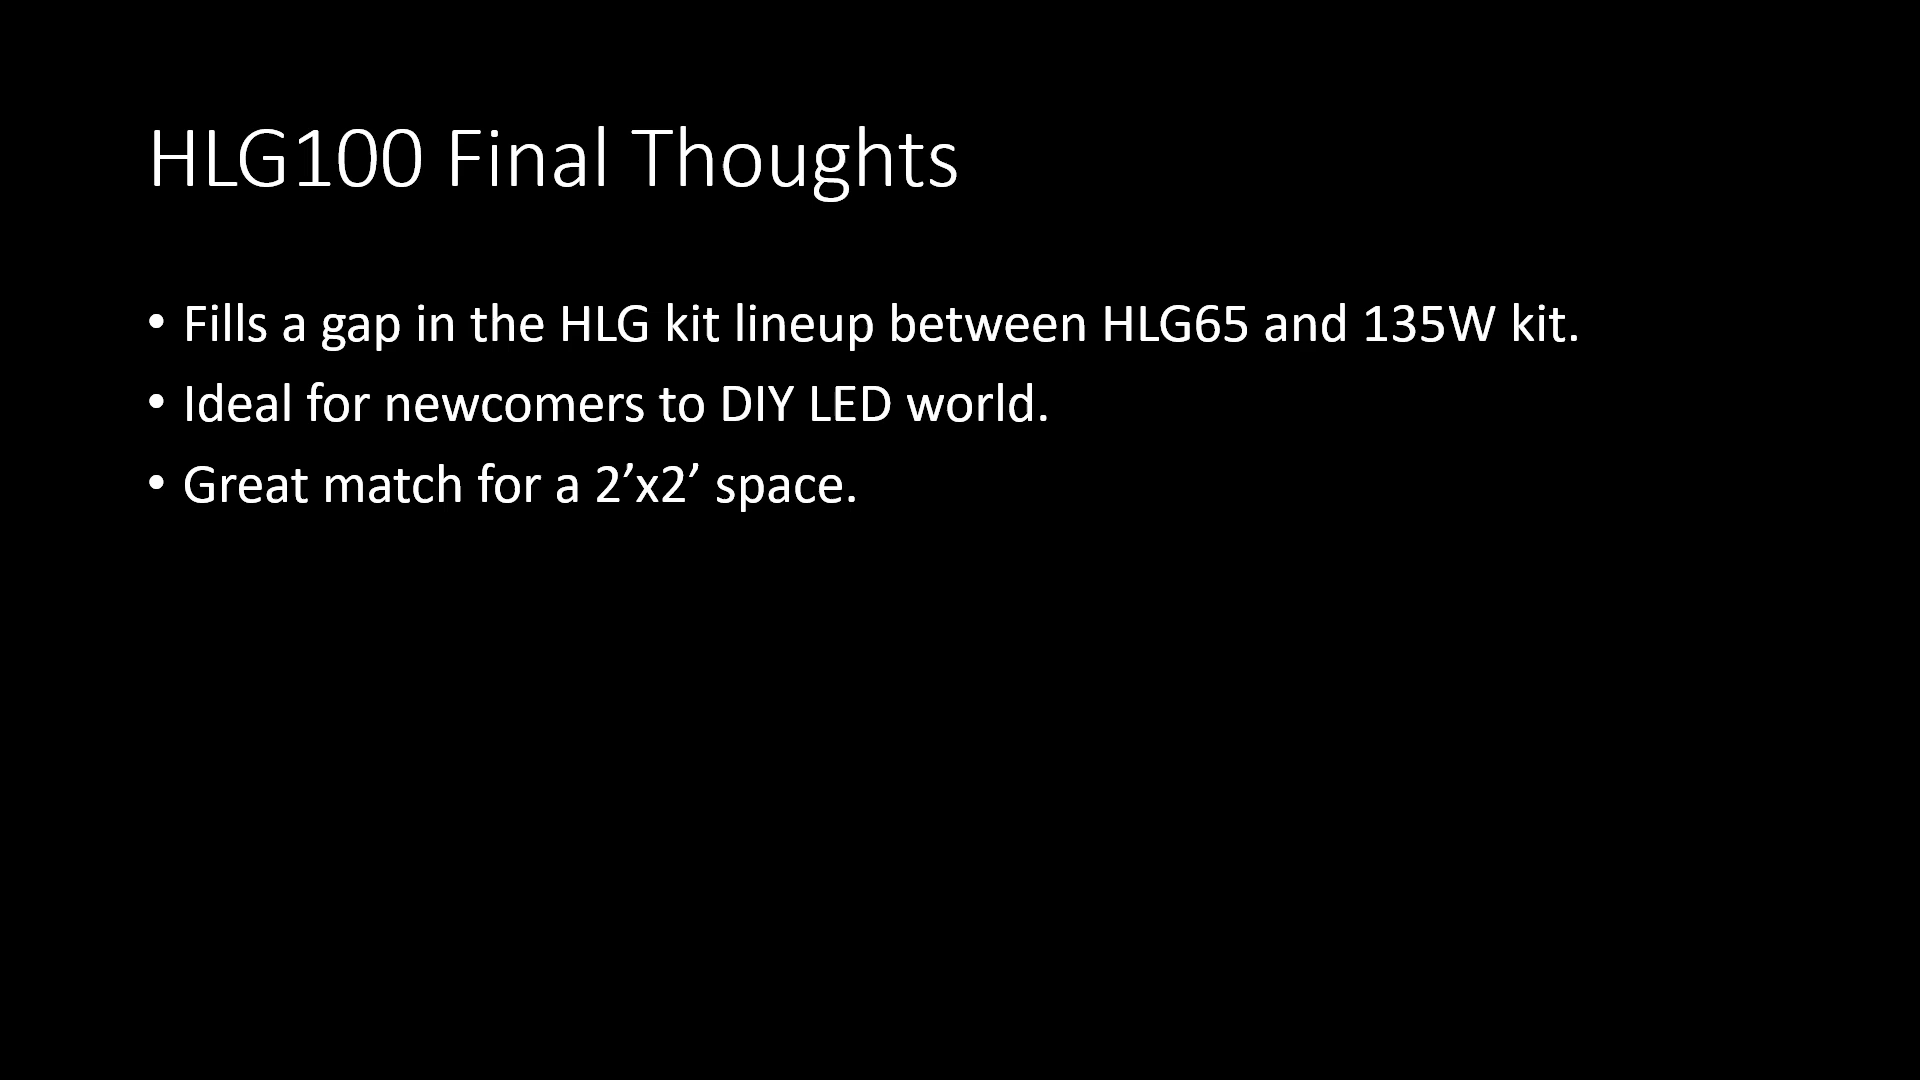 HLG100 Final Thoughts
• Fills a gap in the HLG kit lineup between HLG65 and 135W kit.
• Ideal for newcomers to DIY LED world.
• Great match for a 2’x2’ space.